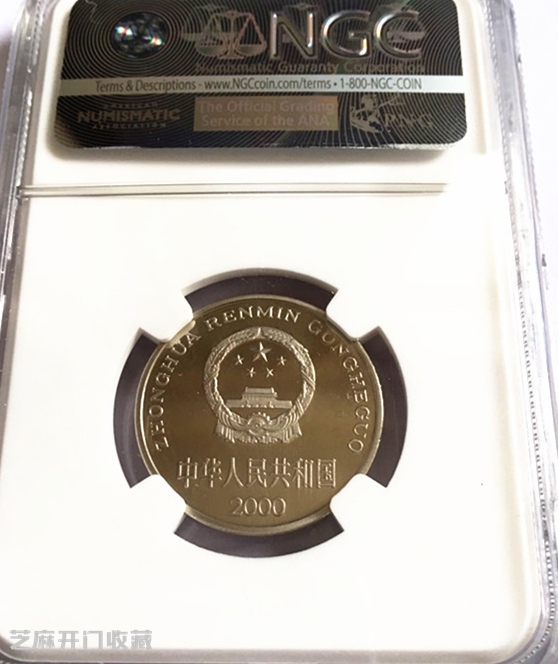 NGC
Numismatic Guaranty Corporation
Terms & Descriptions - www.NGCcoin.com/terms • 1-800-NGC-COIN
AMERICAN
NUMISMATIC
ASSOCIATION
The Official Grading
Service of the ANA
PNG
ZHONGHUA RENMIN GONGHEGUO
中华人民共和国
2000
芝麻开门收藏